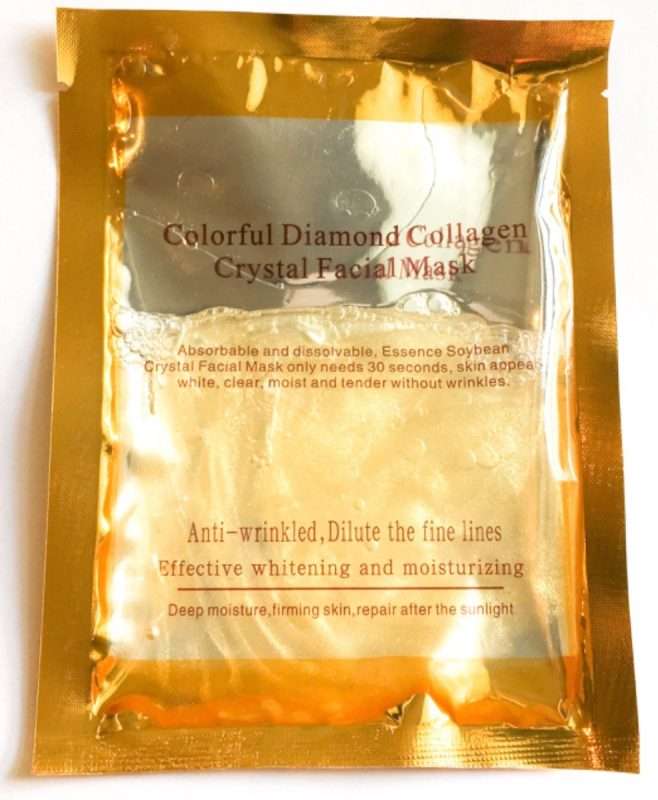 Colorful Diamond Collagen
Crystal Facial Mask
Absorbable and dissolvable, Essence Soybean
Crystal Facial Mask only needs 30 seconds, skin appea
white, clear, moist and tender without wrinkles.
Anti-wrinkled,Dilute the fine lines
Effective whitening and moisturizing
Deep moisture,firming skin,repair after the sunlight